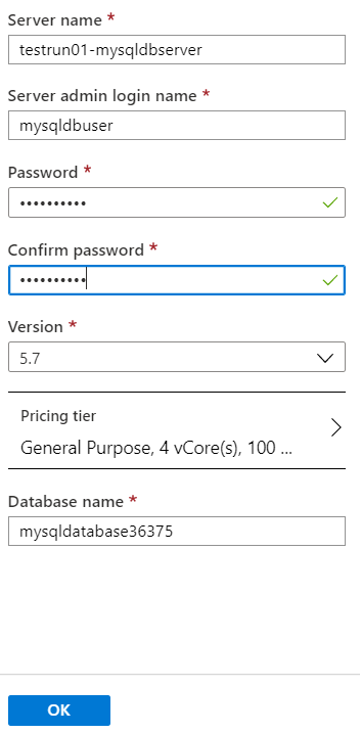 Server name *
testrun01-mysqldbserver
Server admin login name *
mysqldbuser
Password *
••••••••••
Confirm password *
••••••••••
Version *
5.7
Pricing tier
General Purpose, 4 vCore(s), 100 ...
Database name *
mysqldatabase36375
OK